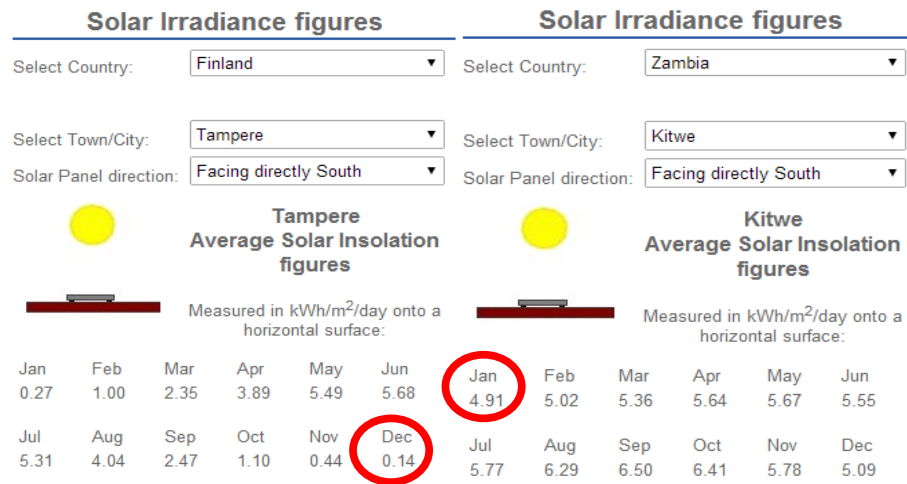 Solar Irradiance figures
Select Country: Finland
Select Town/City: Tampere
Solar Panel direction: Facing directly South
Tampere
Average Solar Insolation
figures
Measured in kWh/m2/day onto a
horizontal surface:
Jan Feb Mar Apr May Jun
0.27 1.00 2.35 3.89 5.49 5.68
Jul Aug Sep Oct Nov Dec
5.31 4.04 2.47 1.10 0.44 0.14
Solar Irradiance figures
Select Country: Zambia
Select Town/City: Kitwe
Solar Panel direction: Facing directly South
Kitwe
Average Solar Insolation
figures
Measured in kWh/m2/day onto a
horizontal surface:
Jan Feb Mar Apr May Jun
4.91 5.02 5.36 5.64 5.67 5.55
Jul Aug Sep Oct Nov Dec
5.77 6.29 6.50 6.41 5.78 5.09